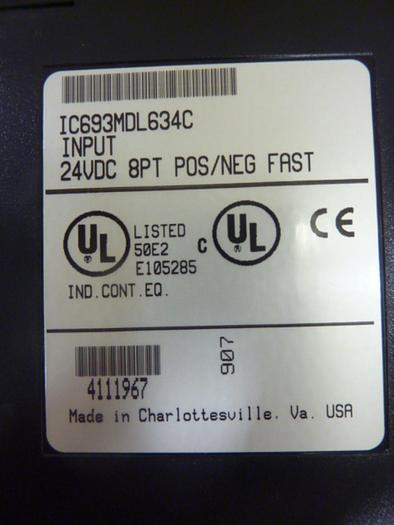 IC693MDL634C
INPUT
24VDC 8PT POS/NEG FAST
UL LISTED C UL CE
50E2
E105285
IND.CONT.EQ.
907
4111967
Made in Charlottesville, Va. USA